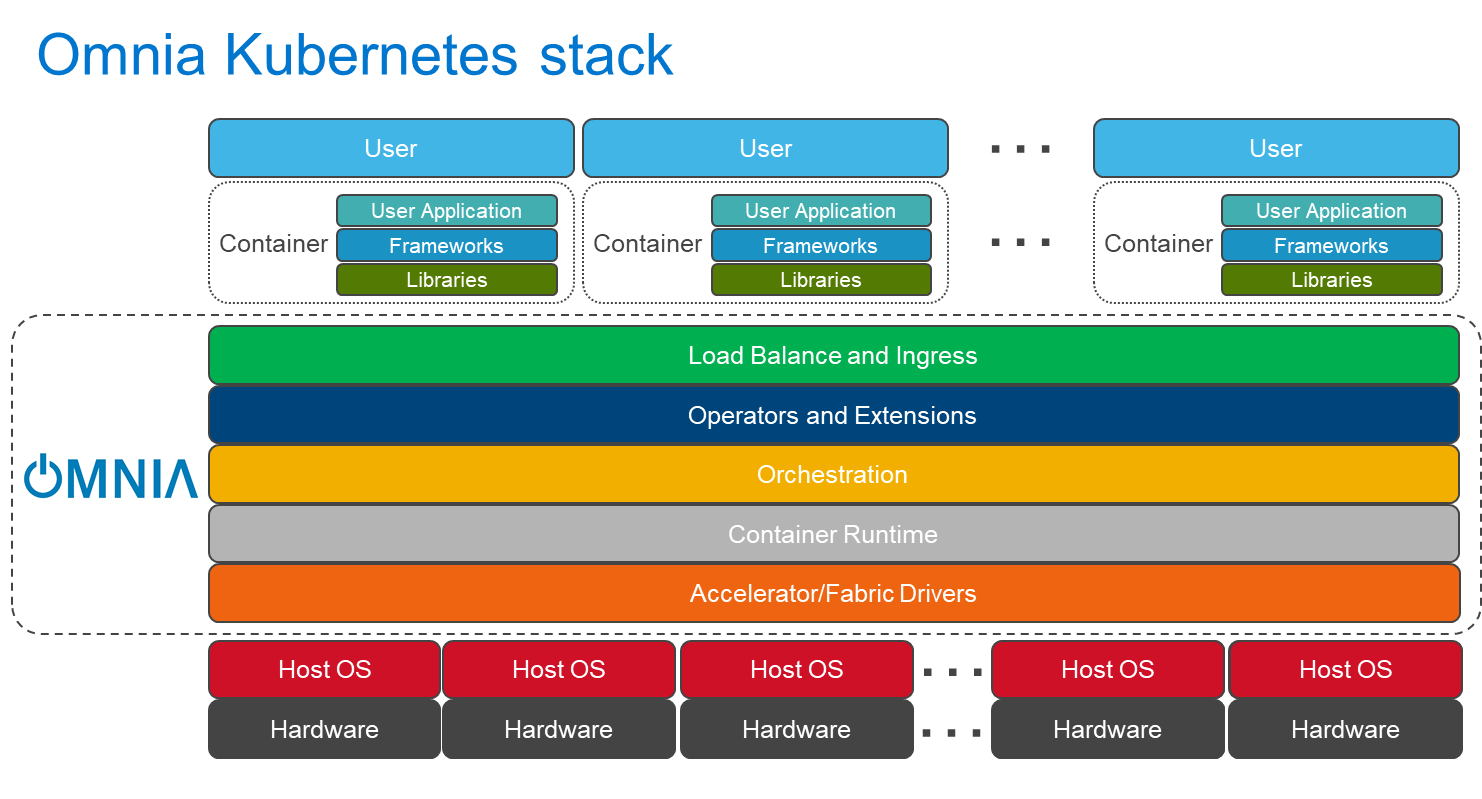 Omnia Kubernetes stack
User User . . . User
Container User Application Container User Application . . . Container User Application
Frameworks Frameworks Frameworks
Libraries Libraries Libraries
Load Balance and Ingress
Operators and Extensions
OMNIA Orchestration
Container Runtime
Accelerator/Fabric Drivers
Host OS Host OS Host OS . . . Host OS Host OS
Hardware Hardware Hardware . . . Hardware Hardware